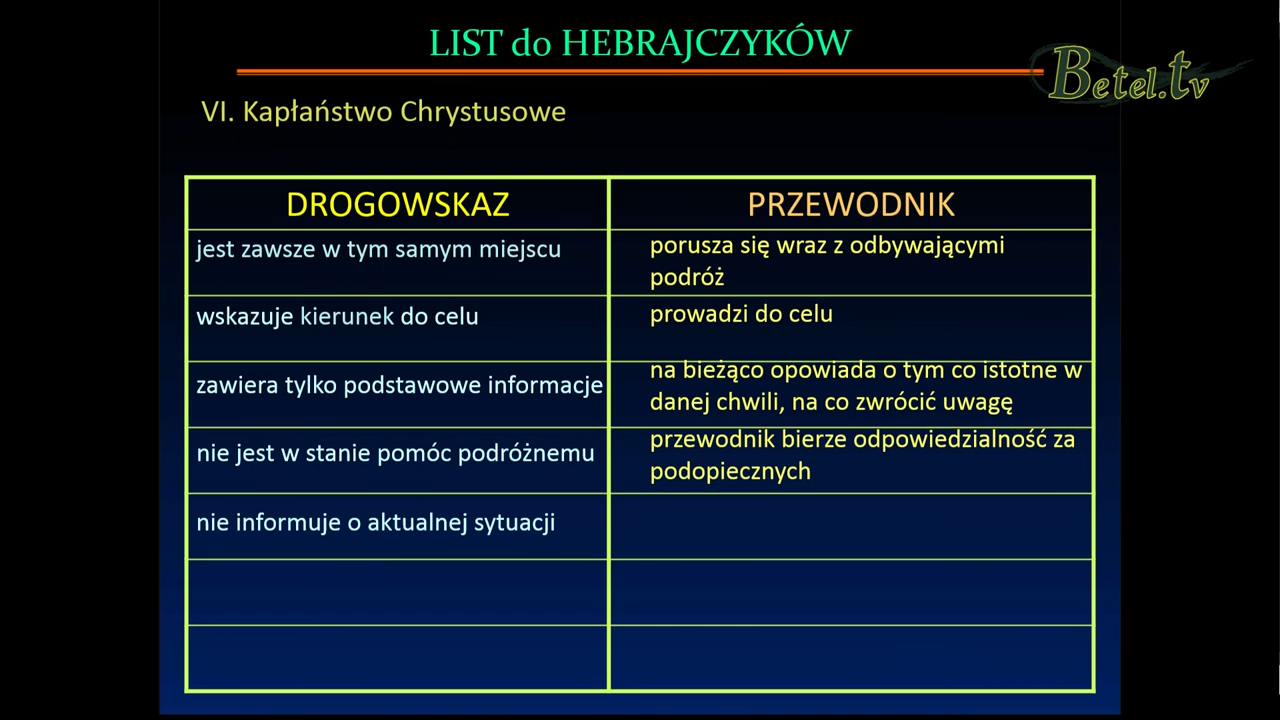 LIST do HEBRAJCZYKÓW
Betel.tv
VI. Kapłaństwo Chrystusowe
DROGOWSKAZ
PRZEWODNIK
jest zawsze w tym samym miejscu
porusza się wraz z odbywającymi
podróż
wskazuje kierunek do celu
prowadzi do celu
zawiera tylko podstawowe informacje
na bieżąco opowiada o tym co istotne w
danej chwili, na co zwrócić uwagę
nie jest w stanie pomóc podróżnemu
przewodnik bierze odpowiedzialność za
podopiecznych
nie informuje o aktualnej sytuacji